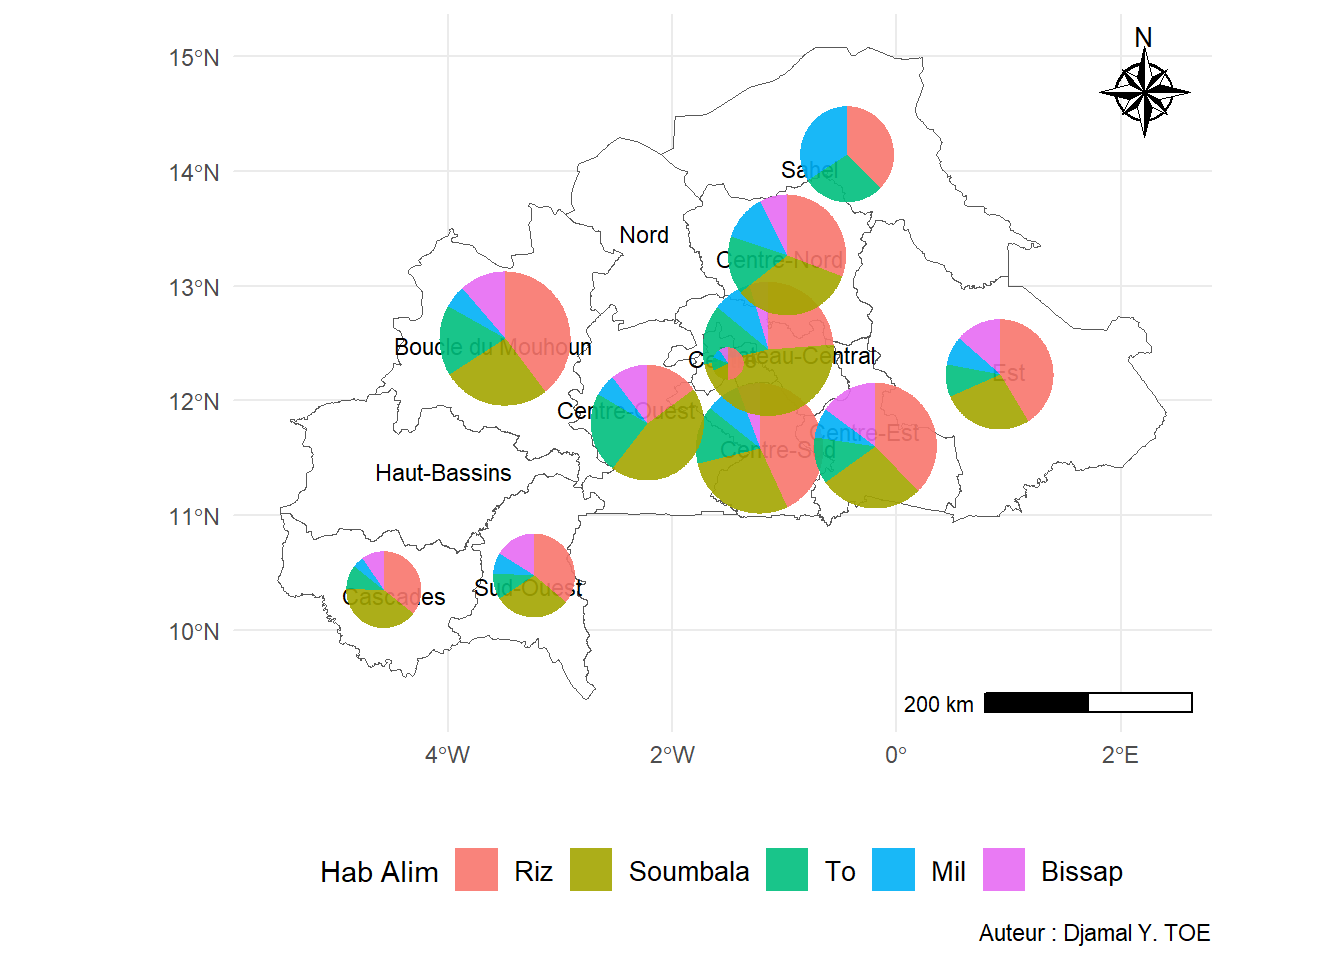 N
15°N
14°N
13°N
12°N
11°N
10°N
Sahel
Nord
Centre-Nord
Boucle du Mouhoun
eau-Central
Est
Centre-Ouest
Centre-Est
Centre-Sud
Haut-Bassins
Sud-Ouest
Cascades
200 km
4°W
2°W
0°
2°E
Hab Alim Riz Soumbala To Mil Bissap
Auteur : Djamal Y. TOE